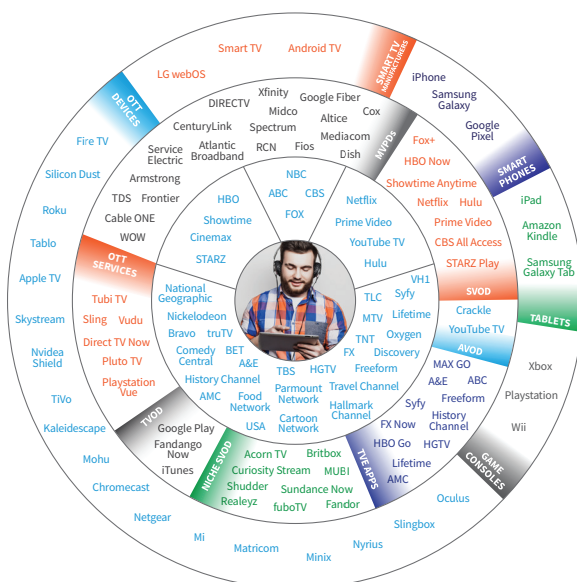 Smart TV
Android TV
LG webOS
SMART TV
MANUFACTURERS
iPhone
Samsung
Galaxy
Google
Pixel
SMART
PHONES
iPad
Amazon
Kindle
Samsung
Galaxy Tab
TABLETS
Xbox
Playstation
Wii
GAME
CONSOLES
Oculus
Slingbox
Nyrius
Minix
Matricom
Mi
Netgear
Chromecast
Mohu
Kaleidescape
TiVo
Nvidea
Shield
Skystream
Apple TV
Tablo
Roku
Silicon Dust
Fire TV
OTT
DEVICES
DIRECTV
Xfinity
Google Fiber
Midco
Cox
CenturyLink
Spectrum
Altice
Mediacom
Service
Electric
Atlantic
Broadband
RCN
Fios
Dish
Armstrong
TDS
Frontier
Cable ONE
WOW
MVPDs
Fox+
HBO Now
Showtime Anytime
Netflix
Hulu
Prime Video
CBS All Access
STARZ Play
SVOD
Crackle
YouTube TV
AVOD
MAX GO
A&E
ABC
Freeform
Syfy
History
Channel
FX Now
HBO Go
HGTV
Lifetime
AMC
TVE APPS
Acorn TV
Britbox
Curiosity Stream
MUBI
Shudder
Sundance Now
Realeyz
fuboTV
Fandor
NICHE SVOD
Google Play
Fandango
Now
iTunes
TVOD
OTT
SERVICES
Tubi TV
Sling
Vudu
Direct TV Now
Pluto TV
Playstation
Vue
HBO
Showtime
Cinemax
STARZ
NBC
ABC
CBS
FOX
Netflix
Prime Video
YouTube TV
Hulu
National
Geographic
Nickelodeon
Bravo
truTV
Comedy
Central
BET
A&E
History Channel
AMC
Food
Network
USA
TBS
HGTV
Parmount
Network
Cartoon
Network
VH1
TLC
Syfy
MTV
Lifetime
TNT
Oxygen
FX
Discovery
Freeform
Travel Channel
Hallmark
Channel